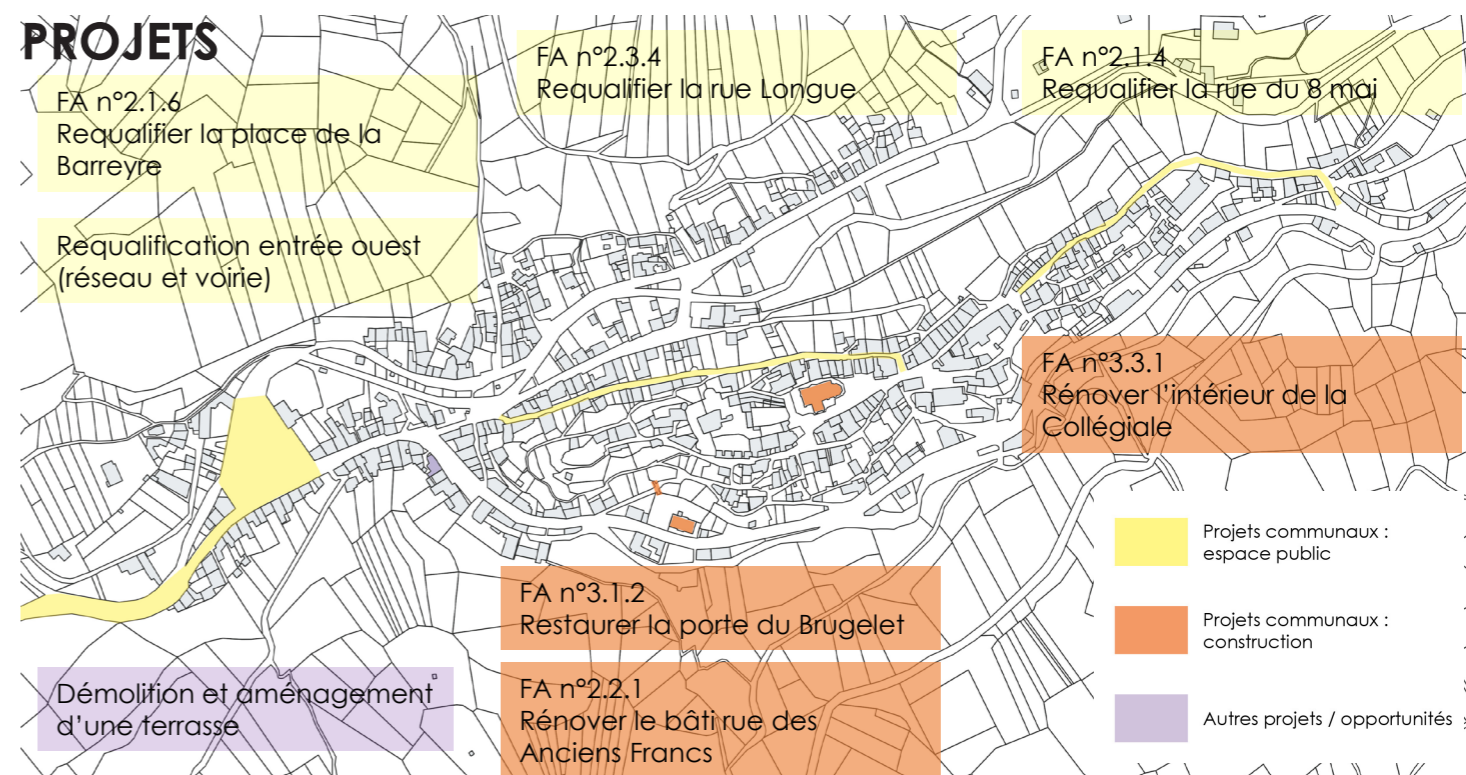 PROJETS
FA n°2.1.6
Requalifier la place de la
Barreyre
Requalification entrée ouest
(réseau et voirie)
FA n°2.3.4
Requalifier la rue Longue
FA n°2.1.4
Requalifier la rue du 8 mai
FA n°3.3.1
Rénover l'intérieur de la
Collégiale
FA n°3.1.2
Restaurer la porte du Brugelet
FA n°2.2.1
Rénover le bâti rue des
Anciens Francs
Démolition et aménagement
d'une terrasse
Projets communaux :
espace public
Projets communaux :
construction
Autres projets / opportunités